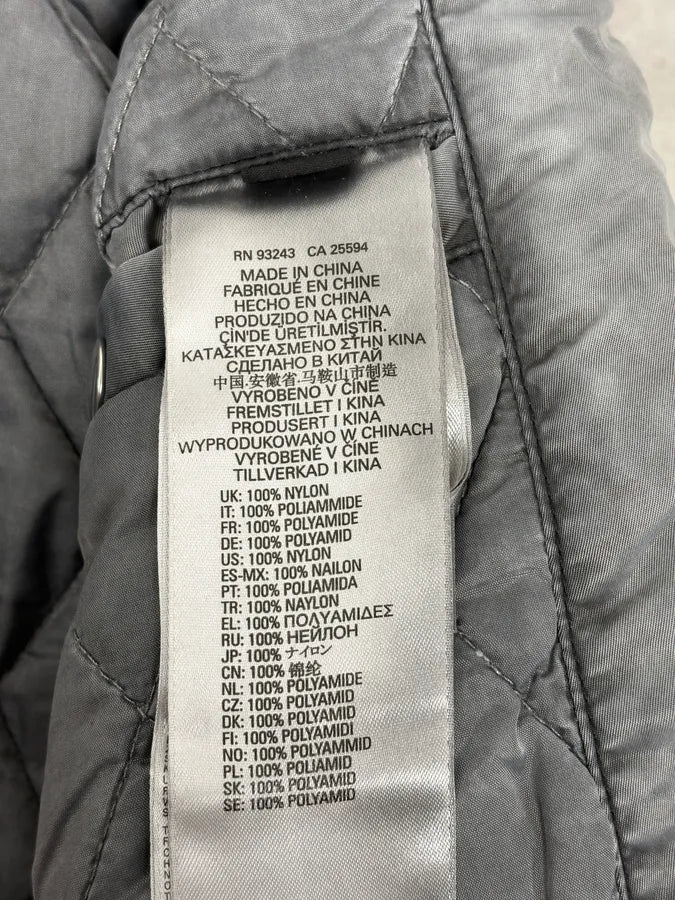 RN 93243 CA 25594
MADE IN CHINA
FABRIQUÉ EN CHINE
HECHO EN CHINA
PRODUZIDO NA CHINA
ÇİN'DE ÜRETİLMİŞTİR.
ΚΑΤΑΣΚΕΥΑΣΜΕΝΟ ΣΤΗΝ ΚΙΝΑ
СДЕЛАНО В КИТАЙ
中国.安徽省.马鞍山市制造
VYROBENO V ČÍNĚ
FREMSTILLET I KINA
PRODUSERT I KINA
WYPRODUKOWANO W CHINACH
VYROBENÉ V ČÍNE
TILLVERKAD I KINA
UK: 100% NYLON
IT: 100% POLIAMMIDE
FR: 100% POLYAMIDE
DE: 100% POLYAMID
US: 100% NYLON
ES-MX: 100% NAILON
PT: 100% POLIAMIDA
TR: 100% NAYLON
EL: 100% ΠΟΛΥΑΜΙΔΕΣ
RU: 100% НЕЙЛОН
JP: 100% ナイロン
CN: 100% 锦纶
NL: 100% POLYAMIDE
CZ: 100% POLYAMID
DK: 100% POLYAMID
FI: 100% POLYAMIDI
NO: 100% POLYAMMID
PL: 100% POLIAMID
SK: 100% POLYAMID
SE: 100% POLYAMID